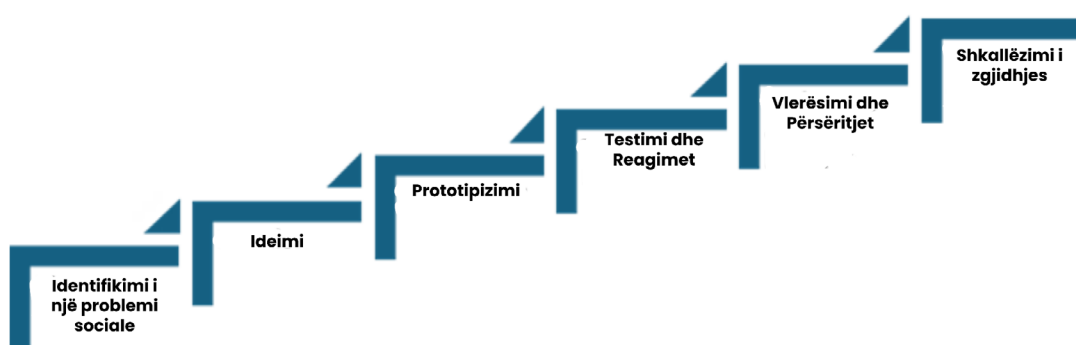 Identifikimi i
një problemi
sociale
Ideimi
Prototipizimi
Testimi dhe
Reagimet
Vlerësimi dhe
Përsëritjet
Shkallëzimi i
zgjidhjes